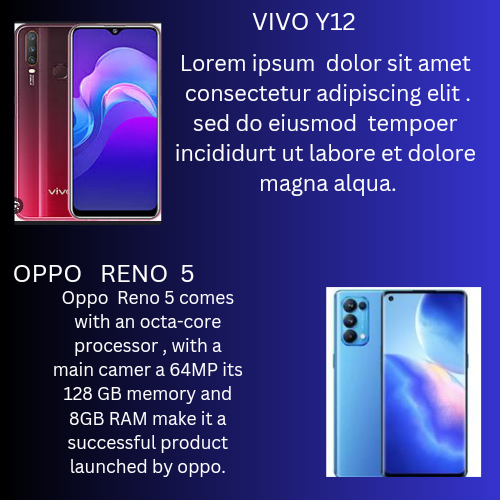 VIVO Y12
Lorem ipsum  dolor sit amet
consectetur adipiscing elit .
sed do eiusmod  tempoer
incididurt ut labore et dolore
magna alqua.
vivo
OPPO   RENO  5
Oppo  Reno 5 comes
with an octa-core
processor , with a
main camer a 64MP its
128 GB memory and
8GB RAM make it a
successful product
launched by oppo.